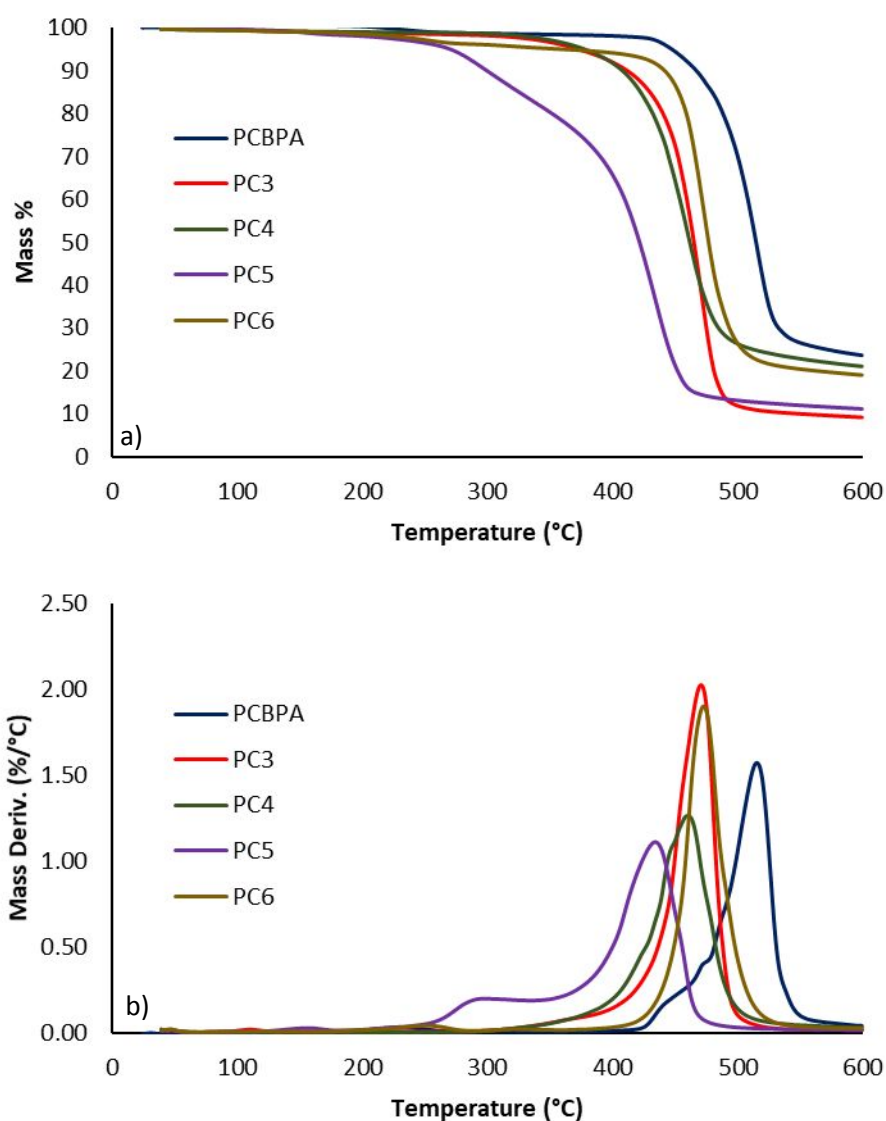 100
90
80
70
60
50
40
30
20
10
0
Mass %
PCBPA
PC3
PC4
PC5
PC6
a)
0 100 200 300 400 500 600
Temperature (°C)
2.50
2.00
1.50
1.00
0.50
0.00
Mass Deriv. (%/°C)
PCBPA
PC3
PC4
PC5
PC6
b)
0 100 200 300 400 500 600
Temperature (°C)